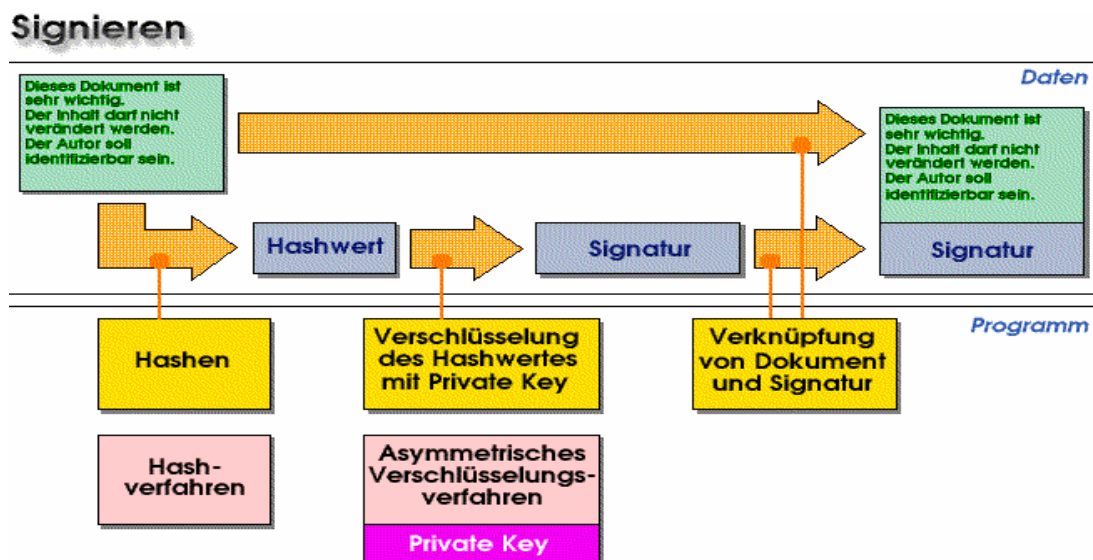 Signieren
Daten
Dieses Dokument ist
sehr wichtig.
Der Inhalt darf nicht
verändert werden.
Der Autor soll
identifizierbar sein.
Dieses Dokument ist
sehr wichtig.
Der Inhalt darf nicht
verändert werden.
Der Autor soll
identifizierbar sein.
Hashwert
Signatur
Signatur
Programm
Hashen
Verschlüsselung
des Hashwertes
mit Private Key
Verknüpfung
von Dokument
und Signatur
Hash-
verfahren
Asymmetrisches
Verschlüsselungs-
verfahren
Private Key